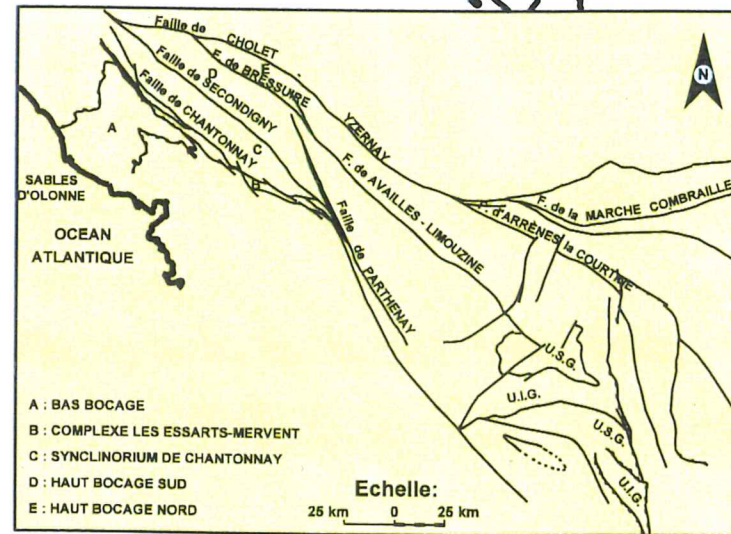 Faille de CHOLET
YZERNAY
F. de BRESSUIRE
E
D
Faille de SECONDIGNY
Faille de CHANTONNAY
A
C
B
N
SABLES
D'OLONNE
OCEAN
ATLANTIQUE
F. de la MARCHE COMBRAILLE
F. d'ARRÈNES la COURTINE
F. de AVAILLES - LIMOUZINE
Faille de PARTHENAY
U.S.G.
U.I.G.
U.S.G.
U.I.G.
A : BAS BOCAGE
B : COMPLEXE LES ESSARTS-MERVENT
C : SYNCLINORIUM DE CHANTONNAY
D : HAUT BOCAGE SUD
E : HAUT BOCAGE NORD
Echelle:
25 km 0 25 km